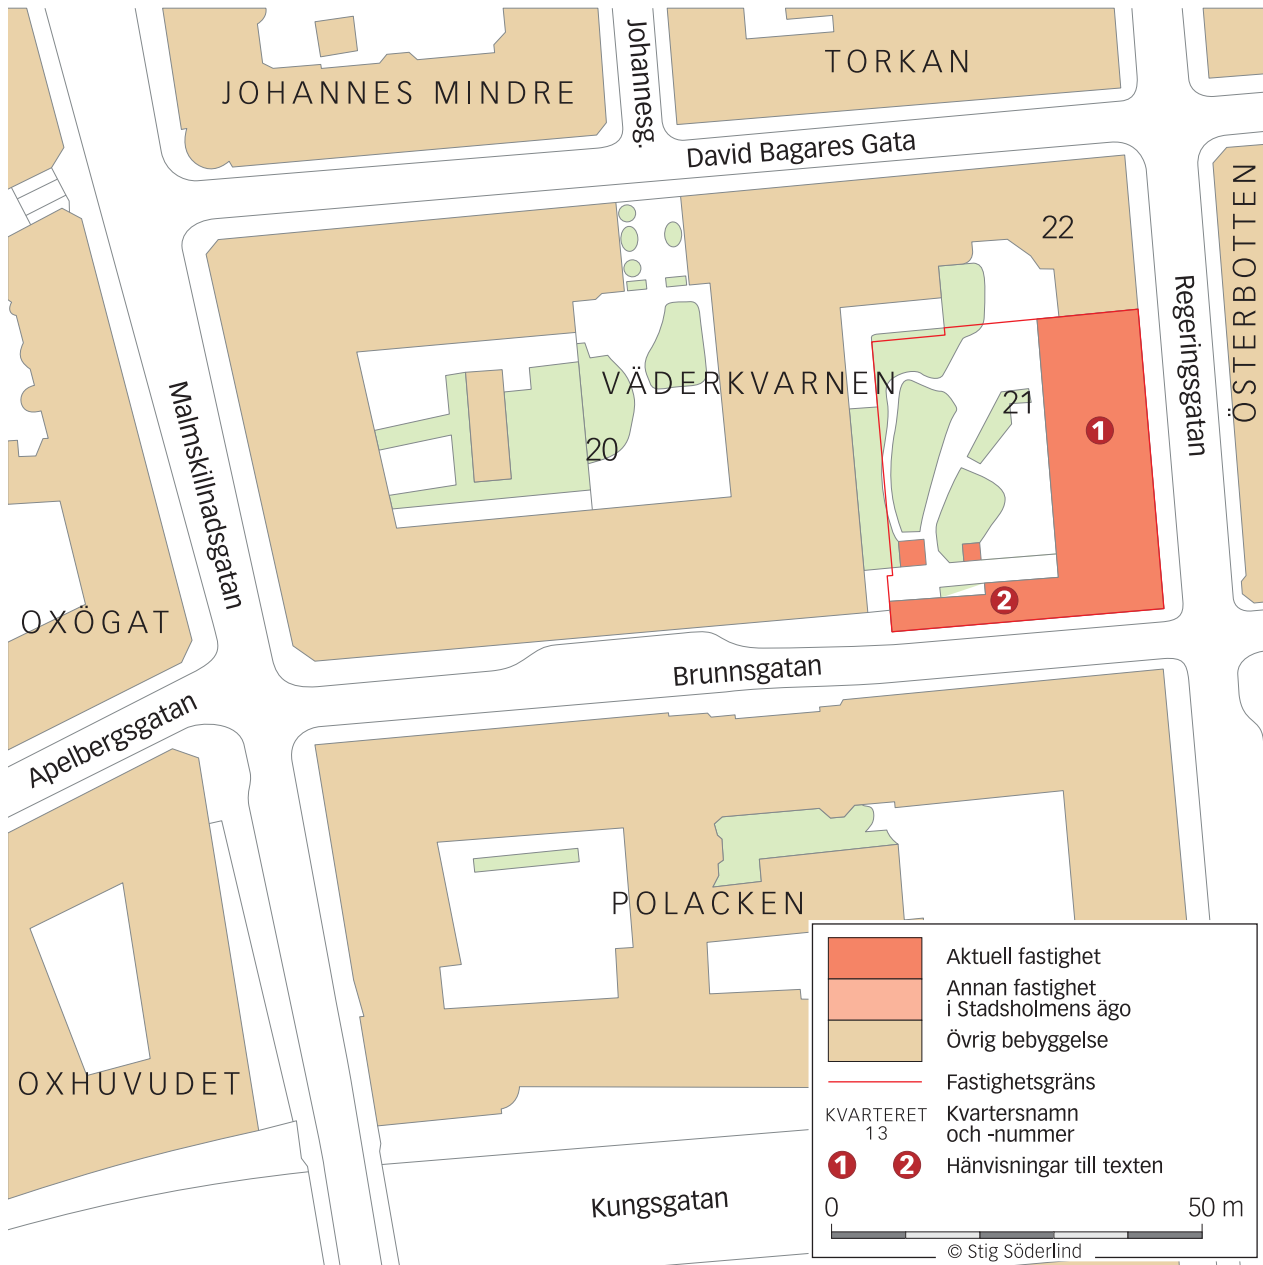 JOHANNES MINDRE
Johannesg.
TORKAN
David Bagares Gata
22
ÖSTERBOTTEN
Regeringsgatan
VÄDERKVARNEN
21
1
20
Malmskillnadsgatan
2
OXÖGAT
Brunnsgatan
Apelbergsgatan
POLACKEN
OXHUVUDET
Kungsgatan
Aktuell fastighet
Annan fastighet
i Stadsholmens ägo
Övrig bebyggelse
Fastighetsgräns
KVARTERET
13
Kvartersnamn
och -nummer
1 2 Hänvisningar till texten
0 50 m
© Stig Söderlind